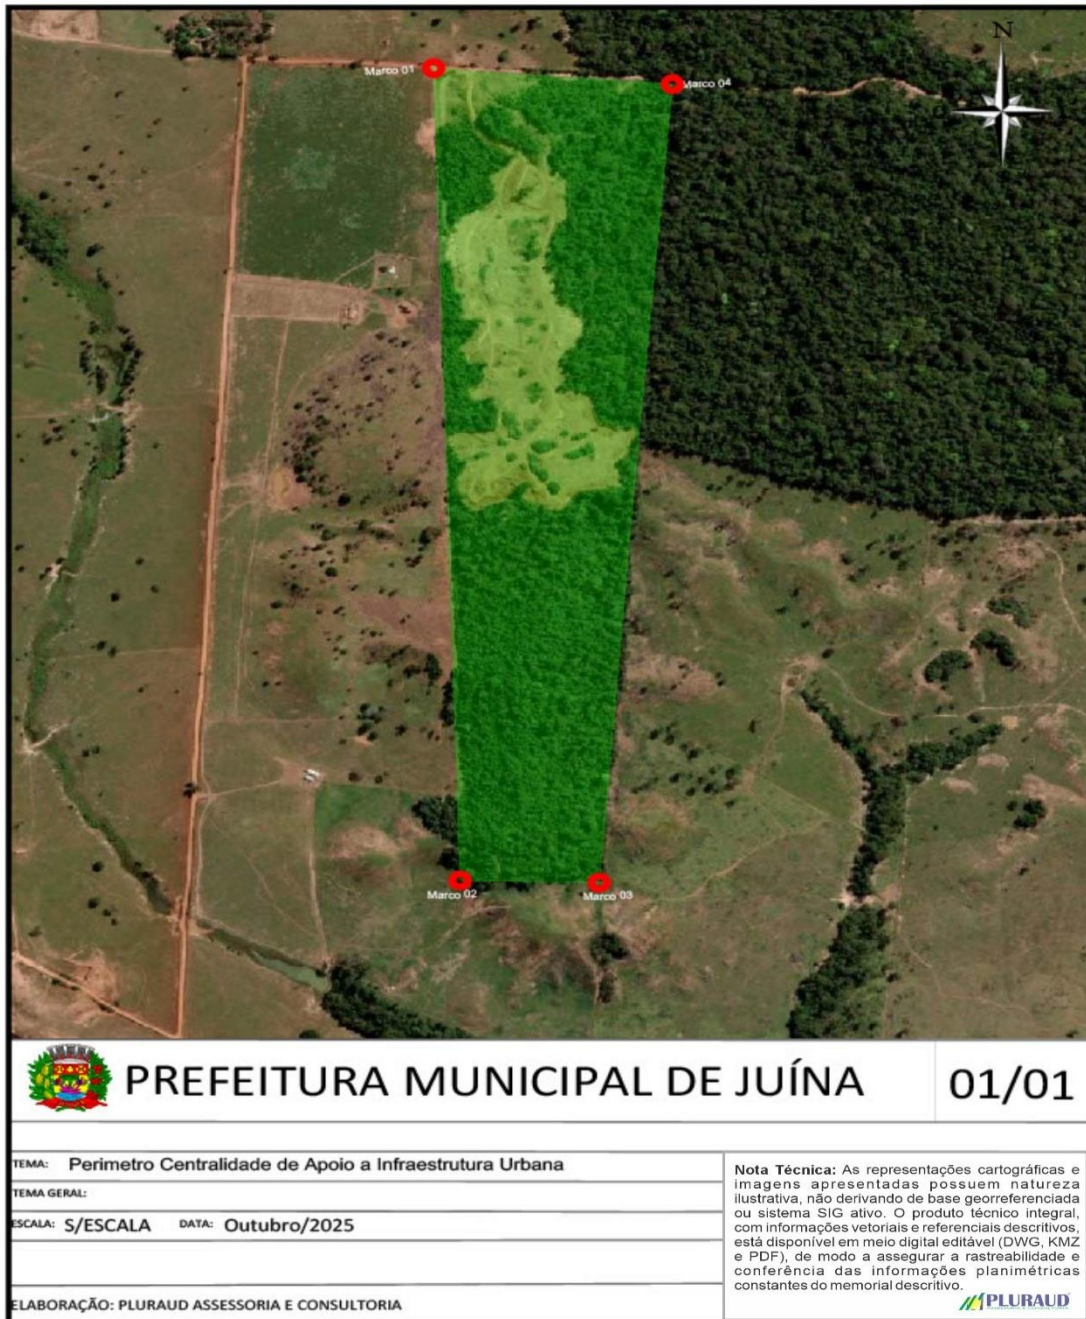 N
Marco 01
Marco 04
Marco 02
Marco 03
PREFEITURA MUNICIPAL DE JUÍNA
01/01
TEMA: Perimetro Centralidade de Apoio a Infraestrutura Urbana
TEMA GERAL:
ESCALA: S/ESCALA DATA: Outubro/2025
ELABORAÇÃO: PLURAUD ASSESSORIA E CONSULTORIA
Nota Técnica: As representações cartográficas e
imagens apresentadas possuem natureza
ilustrativa, não derivando de base georreferenciada
ou sistema SIG ativo. O produto técnico integral,
com informações vetoriais e referenciais descritivos,
está disponível em meio digital editável (DWG, KMZ
e PDF), de modo a assegurar a rastreabilidade e
conferência das informações planimétricas
constantes do memorial descritivo.
PLURAUD